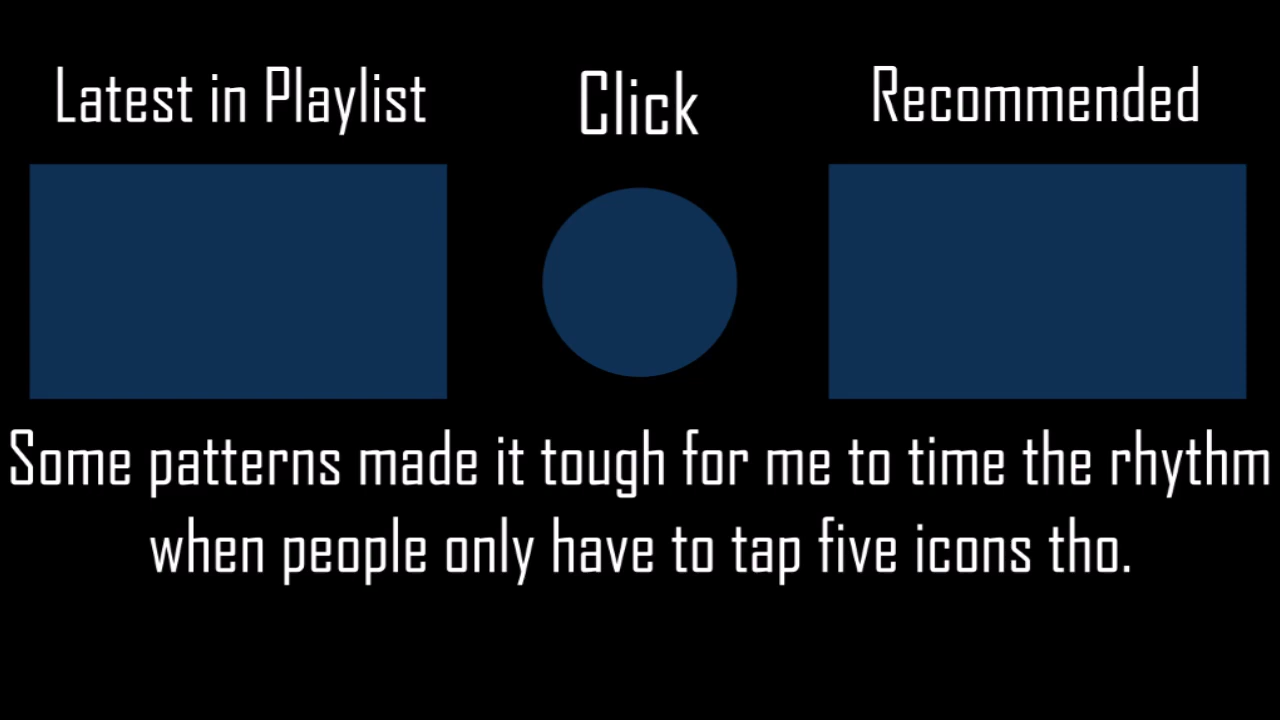 Latest in Playlist
Click
Recommended
Some patterns made it tough for me to time the rhythm
when people only have to tap five icons tho.